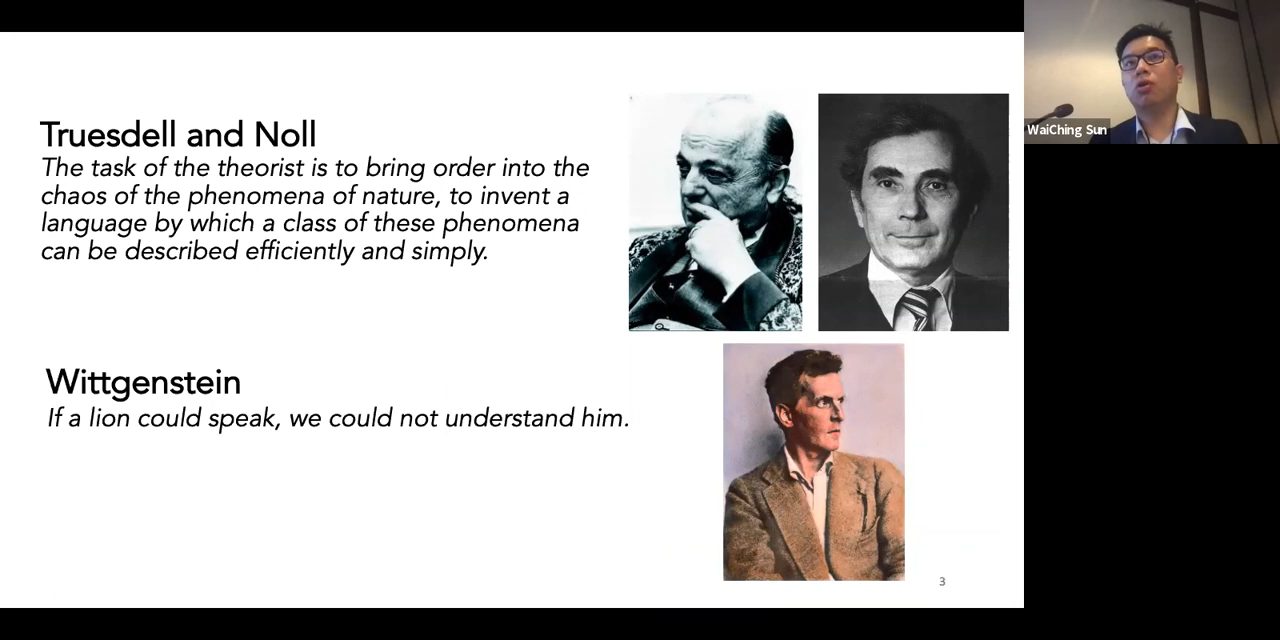 Truesdell and Noll
The task of the theorist is to bring order into the
chaos of the phenomena of nature, to invent a
language by which a class of these phenomena
can be described efficiently and simply.
Wittgenstein
If a lion could speak, we could not understand him.
3
WaiChing Sun